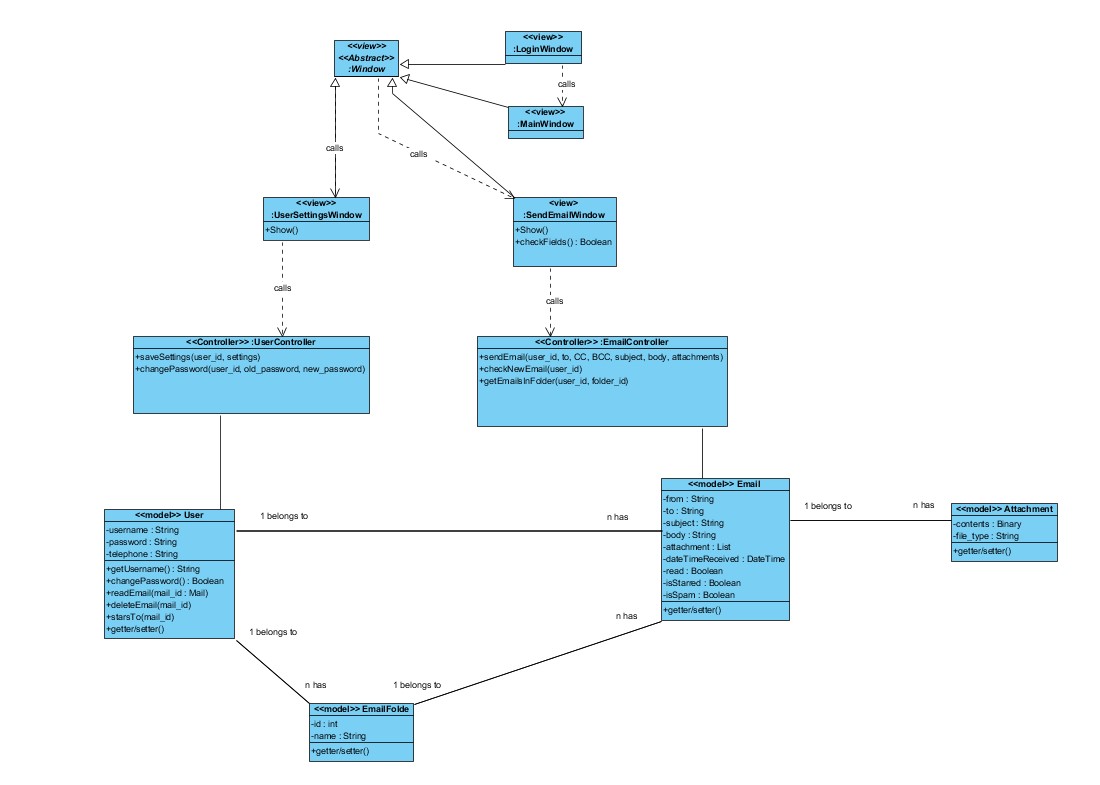 <<view>>
<<Abstract>>
:Window
<<view>>
:LoginWindow
calls
<<view>>
:MainWindow
calls
calls
<<view>>
:UserSettingsWindow
+Show()
<view>
:SendEmailWindow
+Show()
+checkFields() : Boolean
calls
calls
<<Controller>> :UserController
+saveSettings(user_id, settings)
+changePassword(user_id, old_password, new_password)
<<Controller>> :EmailController
+sendEmail(user_id, to, CC, BCC, subject, body, attachments)
+checkNewEmail(user_id)
+getEmailsInFolder(user_id, folder_id)
<<model>> User
-username : String
-password : String
-telephone : String
+getUsername() : String
+changePassword() : Boolean
+readEmail(mail_id : Mail)
+deleteEmail(mail_id)
+starsTo(mail_id)
+getter/setter()
1 belongs to
n has
<<model>> Email
-from : String
-to : String
-subject : String
-body : String
-attachment : List
-dateTimeReceived : DateTime
-read : Boolean
-isStarred : Boolean
-isSpam : Boolean
+getter/setter()
1 belongs to
n has
<<model>> Attachment
-contents : Binary
-file_type : String
+getter/setter()
1 belongs to
n has
1 belongs to
n has
<<model>> EmailFolde
-id : int
-name : String
+getter/setter()